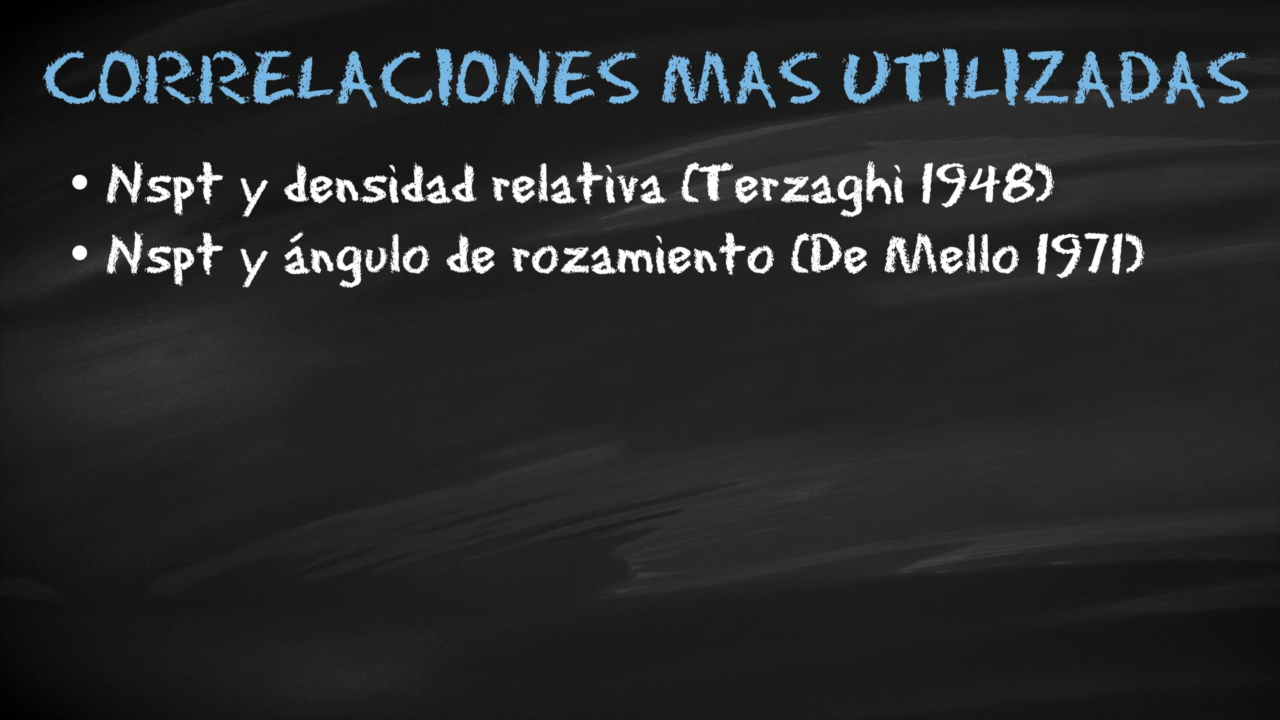 CORRELACIONES MAS UTILIZADAS
• Nspt y densidad relativa (Terzaghi 1948)
• Nspt y ángulo de rozamiento (De Mello 1971)